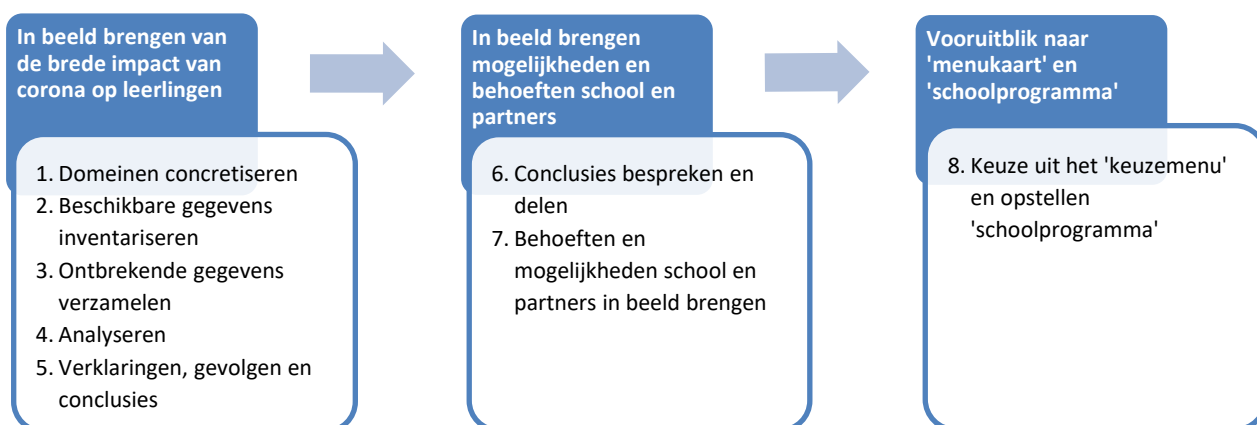 In beeld brengen van
de brede impact van
corona op leerlingen
1. Domeinen concretiseren
2. Beschikbare gegevens
inventariseren
3. Ontbrekende gegevens
verzamelen
4. Analyseren
5. Verklaringen, gevolgen en
conclusies
In beeld brengen
mogelijkheden en
behoeften school en
partners
6. Conclusies bespreken en
delen
7. Behoeften en
mogelijkheden school en
partners in beeld brengen
Vooruitblik naar
'menukaart' en
'schoolprogramma'
8. Keuze uit het 'keuzemenu'
en opstellen
'schoolprogramma'